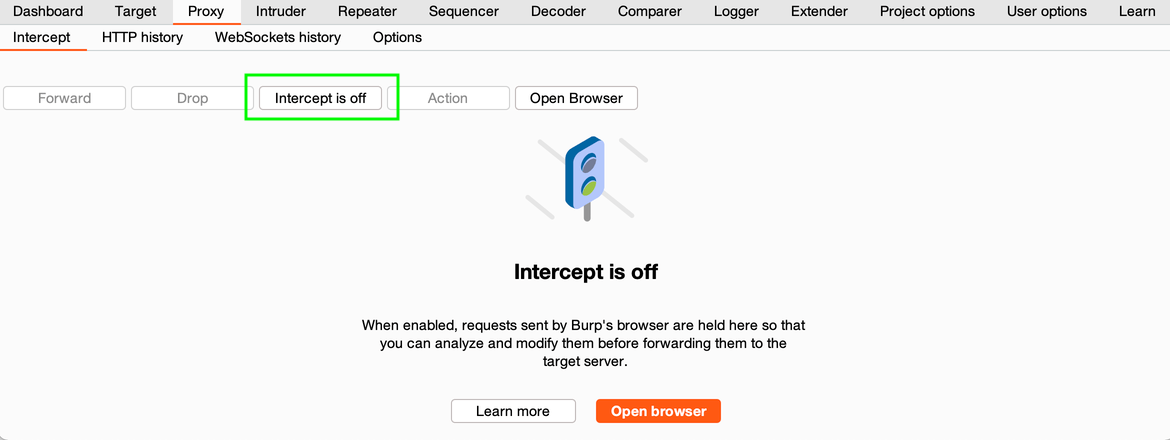 Dashboard Target Proxy Intruder Repeater Sequencer Decoder Comparer Logger Extender Project options User options Learn
Intercept HTTP history WebSockets history Options
Forward Drop Intercept is off Action Open Browser
Intercept is off
When enabled, requests sent by Burp's browser are held here so that
you can analyze and modify them before forwarding them to the
target server.
Learn more Open browser